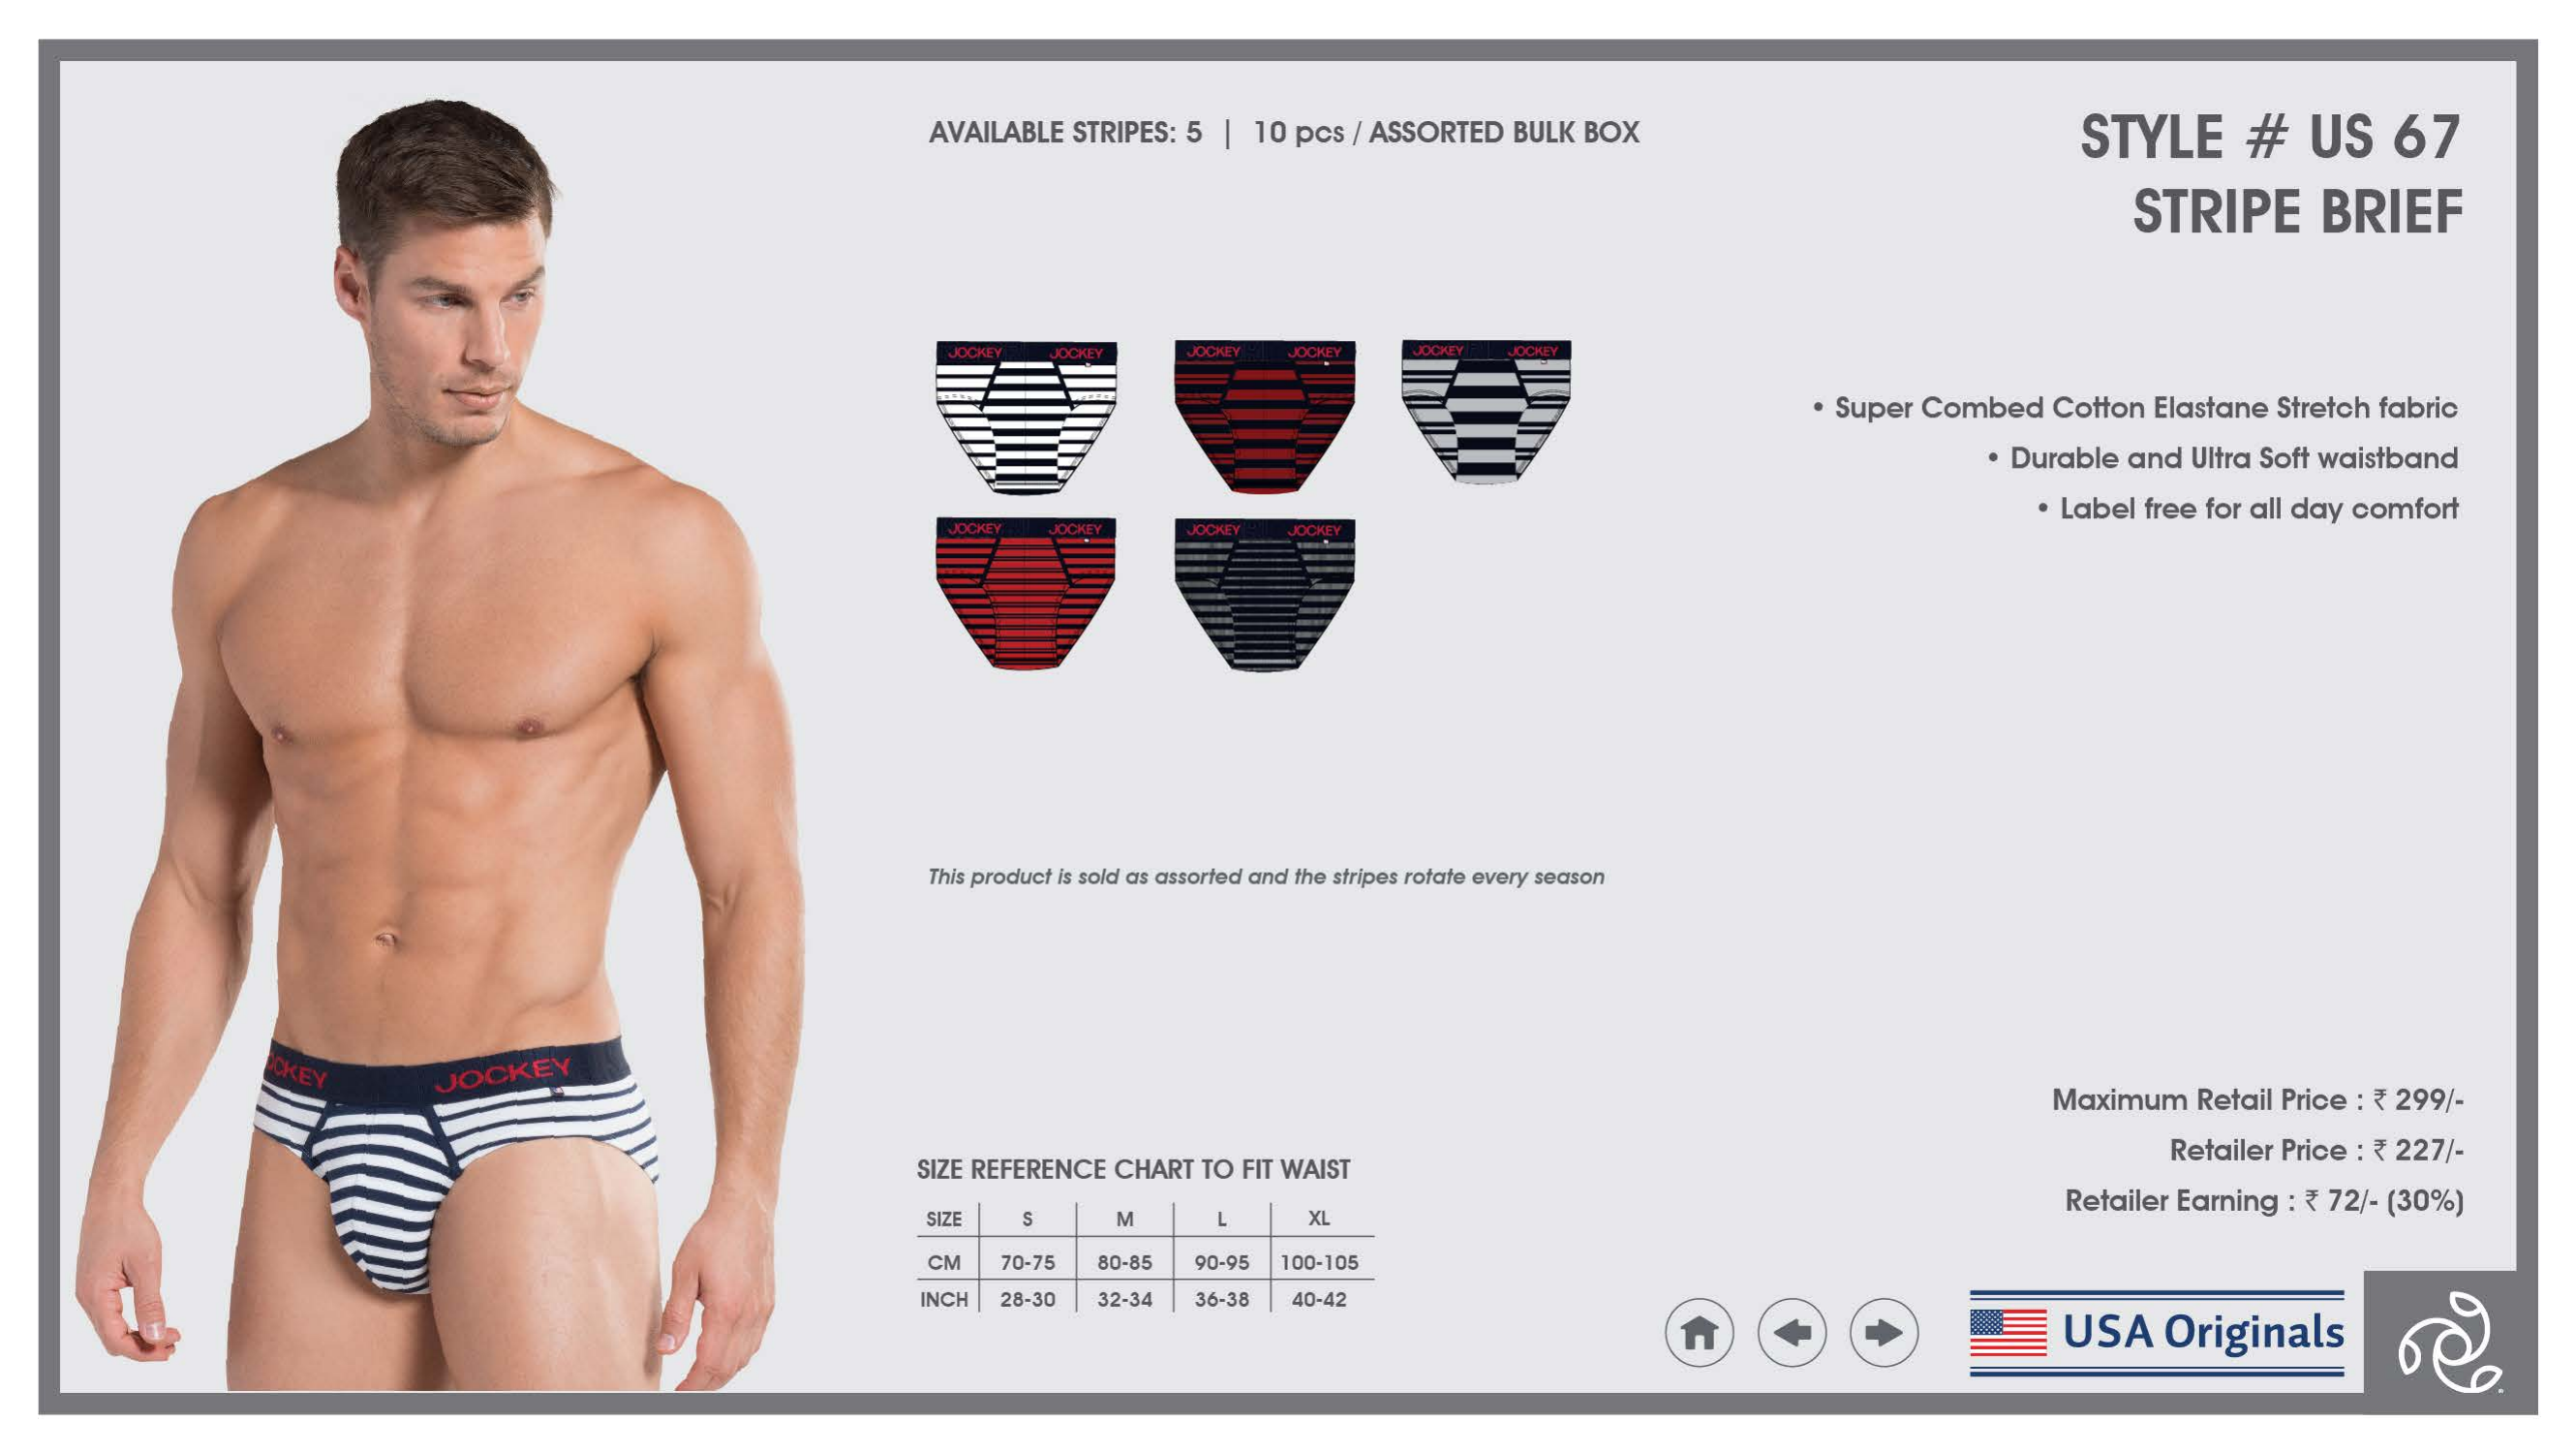 AVAILABLE STRIPES: 5 | 10 pcs / ASSORTED BULK BOX
STYLE # US 67
STRIPE BRIEF
JOCKEY JOCKEY
JOCKEY JOCKEY
JOCKEY JOCKEY
JOCKEY JOCKEY
JOCKEY JOCKEY
• Super Combed Cotton Elastane Stretch fabric
• Durable and Ultra Soft waistband
• Label free for all day comfort
This product is sold as assorted and the stripes rotate every season
OCKEY JOCKEY
SIZE REFERENCE CHART TO FIT WAIST
SIZE S M L XL
CM 70-75 80-85 90-95 100-105
INCH 28-30 32-34 36-38 40-42
Maximum Retail Price : ₹ 299/-
Retailer Price : ₹ 227/-
Retailer Earning : ₹ 72/- (30%)
USA Originals